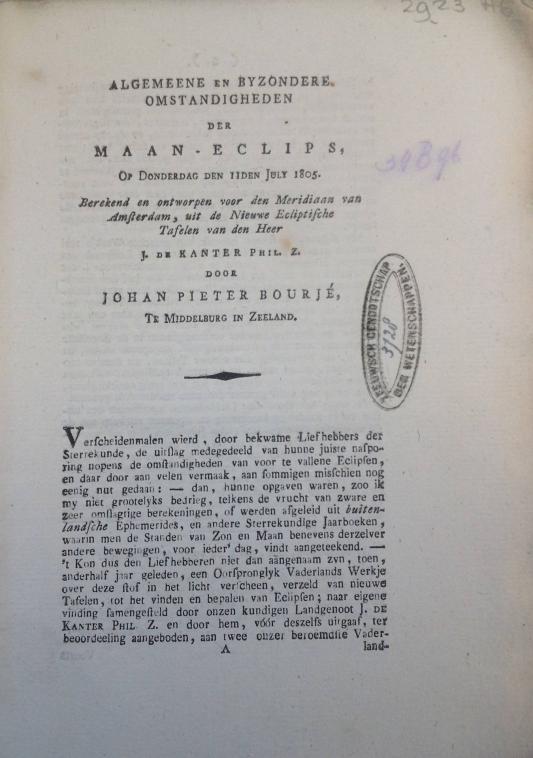 2923 H6
ALGEMEENE EN BYZONDERE
OMSTANDIGHEDEN
DER
MAAN-ECLIPS,
OP DONDERDAG DEN 11DEN JULY 1805.
Berekend en ontworpen voor den Meridiaan van
Amſterdam, uit de Nieuwe Ecliptiſche
Tafelen van den Heer
J. DE KANTER PHIL. Z.
DOOR
JOHAN PIETER BOURJÉ,
TE MIDDELBURG IN ZEELAND.
ZEEUWSCH GENOOTSCHAP
3728
DER WETENSCHAPPEN.
Verſcheidenmalen wierd, door bekwame Liefhebbers der
Sterrekunde, de uitſlag medegedeeld van hunne juiste naſpo-
ring nopens de omſtandigheden van voor te vallene Eclipſen,
en daar door aan velen vermaak, aan ſommigen misſchien nog
eenig nut gedaan: — dan, hunne opgaven waren, zoo ik
my niet grootelyks bedrieg, telkens de vrucht van zware en
zeer omſlagtige berekeningen, of werden afgeleid uit buiten-
landſche Ephemerides, en andere Sterrekundige Jaarboeken,
waarin men de Standen van Zon en Maan benevens derzelver
andere bewegingen, voor ieder' dag, vindt aangeteekend. —
't Kon dus den Liefhebberen niet dan aangenaam zyn, toen,
anderhalf jaar geleden, een Oorſpronglyk Vaderlands Werkje
over deze ſtof in het licht verſcheen, verzeld van nieuwe
Tafelen, tot het vinden en bepalen van Eclipſen; naar eigene
vinding ſamengeſteld door onzen kundigen Landgenoot J. DE
KANTER PHIL. Z. en door hem, vóór deszelfs uitgaaf, ter
beoordeeling aangeboden, aan twee onzer beroemdſte Vader-
A land-